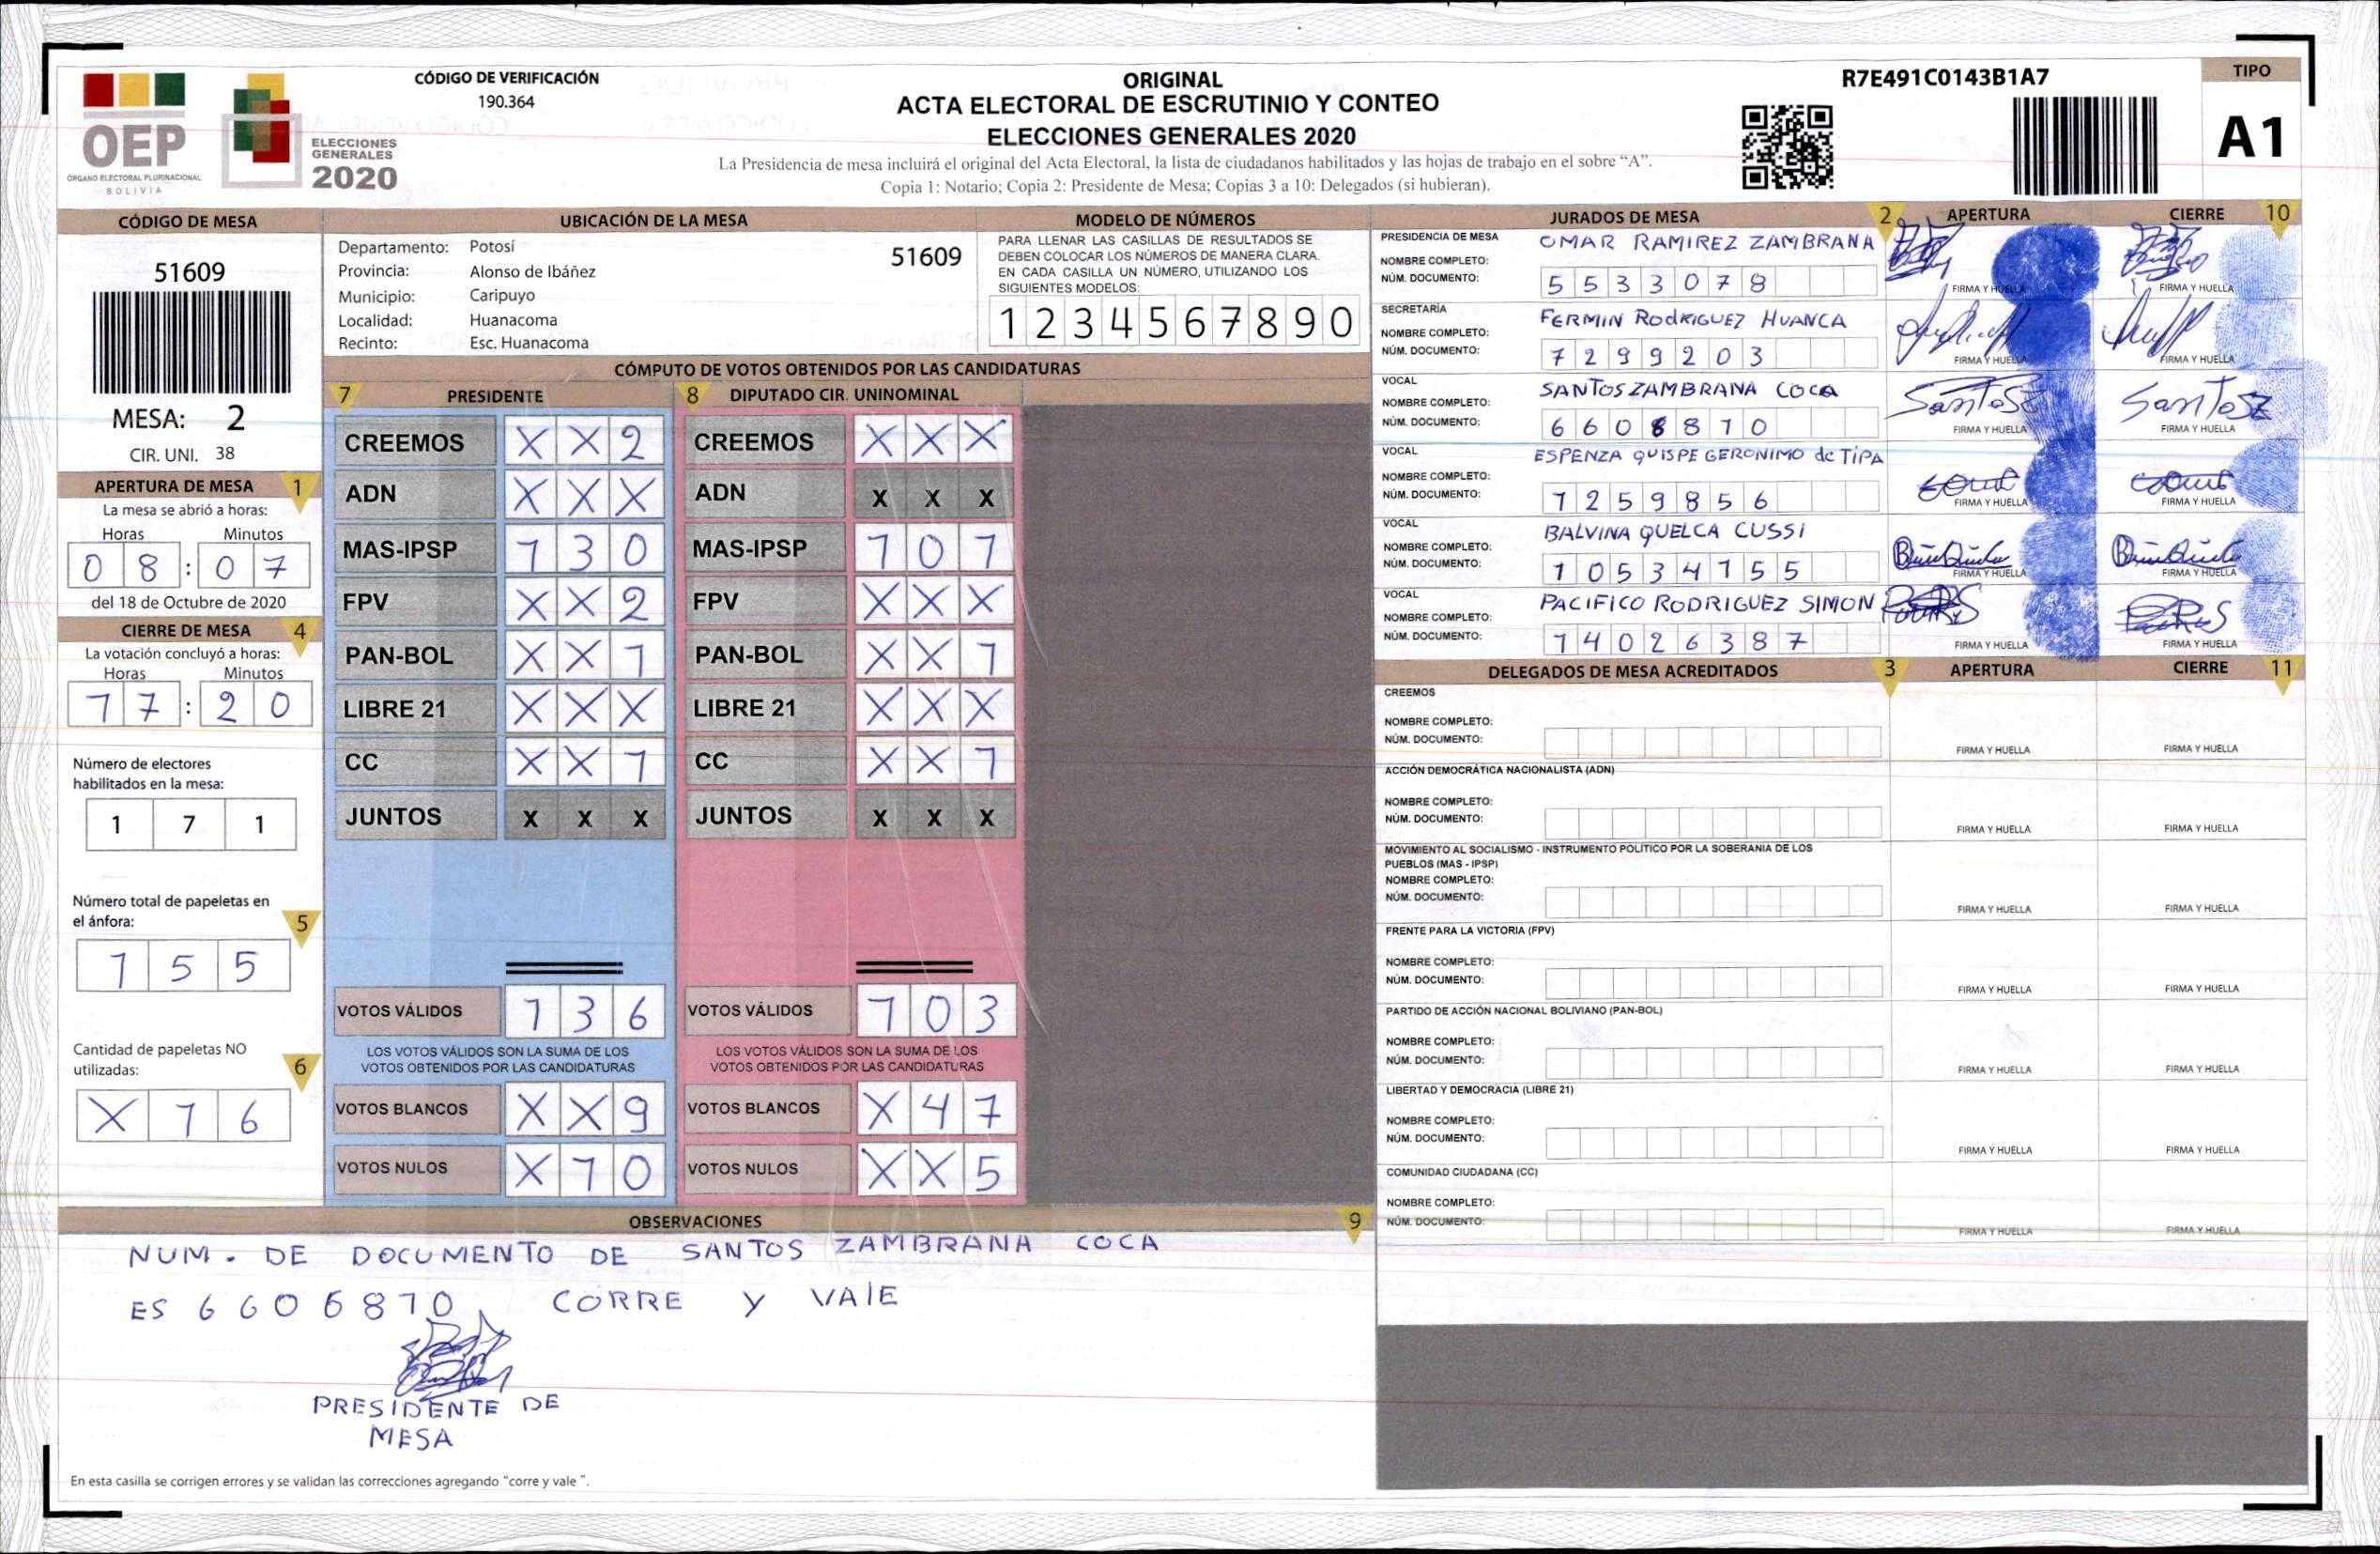 CÓDIGO DE VERIFICACIÓN
190.364
ORIGINAL
ACTA ELECTORAL DE ESCRUTINIO Y CONTEO
ELECCIONES GENERALES 2020
La Presidencia de mesa incluirá el original del Acta Electoral, la lista de ciudadanos habilitados y las hojas de trabajo en el sobre “A”.
Copia 1: Notario; Copia 2: Presidente de Mesa; Copias 3 a 10: Delegados (si hubieran).
R7E491C0143B1A7
TIPO
A1
OEP
ÓRGANO ELECTORAL PLURINACIONAL
BOLIVIA
ELECCIONES
GENERALES
2020
CÓDIGO DE MESA
51609
MESA: 2
CIR. UNI. 38
APERTURA DE MESA 1
La mesa se abrió a horas:
Horas Minutos
0 8 : 0 7
del 18 de Octubre de 2020
CIERRE DE MESA 4
La votación concluyó a horas:
Horas Minutos
1 7 : 2 0
Número de electores
habilitados en la mesa:
1 7 1
Número total de papeletas en
el ánfora: 5
1 5 5
Cantidad de papeletas NO
utilizadas: 6
X 1 6
UBICACIÓN DE LA MESA
Departamento: Potosí 51609
Provincia: Alonso de Ibáñez
Municipio: Caripuyo
Localidad: Huanacoma
Recinto: Esc. Huanacoma
MODELO DE NÚMEROS
PARA LLENAR LAS CASILLAS DE RESULTADOS SE
DEBEN COLOCAR LOS NÚMEROS DE MANERA CLARA.
EN CADA CASILLA UN NÚMERO, UTILIZANDO LOS
SIGUIENTES MODELOS:
1 2 3 4 5 6 7 8 9 0
CÓMPUTO DE VOTOS OBTENIDOS POR LAS CANDIDATURAS
7 PRESIDENTE
CREEMOS X X 2
ADN X X X
MAS-IPSP 1 3 0
FPV X X 2
PAN-BOL X X 1
LIBRE 21 X X X
CC X X 1
JUNTOS X X X
VOTOS VÁLIDOS 1 3 6
LOS VOTOS VÁLIDOS SON LA SUMA DE LOS
VOTOS OBTENIDOS POR LAS CANDIDATURAS
VOTOS BLANCOS X X 9
VOTOS NULOS X 1 0
8 DIPUTADO CIR. UNINOMINAL
CREEMOS X X X
ADN X X X
MAS-IPSP 1 0 1
FPV X X X
PAN-BOL X X 1
LIBRE 21 X X X
CC X X 1
JUNTOS X X X
VOTOS VÁLIDOS 1 0 3
LOS VOTOS VÁLIDOS SON LA SUMA DE LOS
VOTOS OBTENIDOS POR LAS CANDIDATURAS
VOTOS BLANCOS X 4 7
VOTOS NULOS X X 5
OBSERVACIONES 9
NUM. DE DOCUMENTO DE SANTOS ZAMBRANA COCA
ES 6606810, CORRE Y VALE
PRESIDENTE DE
MESA
En esta casilla se corrigen errores y se validan las correcciones agregando “corre y vale ”.
JURADOS DE MESA 2 APERTURA CIERRE 10
PRESIDENCIA DE MESA OMAR RAMIREZ ZAMBRANA
NOMBRE COMPLETO:
NÚM. DOCUMENTO: 5 5 3 3 0 7 8
FIRMA Y HUELLA FIRMA Y HUELLA
SECRETARÍA FERMIN RODRIGUEZ HUANCA
NOMBRE COMPLETO:
NÚM. DOCUMENTO: 7 2 9 9 2 0 3
FIRMA Y HUELLA FIRMA Y HUELLA
VOCAL SANTOS ZAMBRANA COCA
NOMBRE COMPLETO: Santos Z Santos Z
NÚM. DOCUMENTO: 6 6 0 6 8 1 0
FIRMA Y HUELLA FIRMA Y HUELLA
VOCAL ESPENZA QUISPE GERONIMO de TIPA
NOMBRE COMPLETO:
NÚM. DOCUMENTO: 1 2 5 9 8 5 6
FIRMA Y HUELLA FIRMA Y HUELLA
VOCAL BALVINA QUELCA CUSSI
NOMBRE COMPLETO:
NÚM. DOCUMENTO: 1 0 5 3 4 1 5 5
FIRMA Y HUELLA FIRMA Y HUELLA
VOCAL PACIFICO RODRIGUEZ SIMON
NOMBRE COMPLETO:
NÚM. DOCUMENTO: 1 4 0 2 6 3 8 7
FIRMA Y HUELLA FIRMA Y HUELLA
DELEGADOS DE MESA ACREDITADOS 3 APERTURA CIERRE 11
CREEMOS
NOMBRE COMPLETO:
NÚM. DOCUMENTO:
FIRMA Y HUELLA FIRMA Y HUELLA
ACCIÓN DEMOCRÁTICA NACIONALISTA (ADN)
NOMBRE COMPLETO:
NÚM. DOCUMENTO:
FIRMA Y HUELLA FIRMA Y HUELLA
MOVIMIENTO AL SOCIALISMO - INSTRUMENTO POLÍTICO POR LA SOBERANIA DE LOS
PUEBLOS (MAS - IPSP)
NOMBRE COMPLETO:
NÚM. DOCUMENTO:
FIRMA Y HUELLA FIRMA Y HUELLA
FRENTE PARA LA VICTORIA (FPV)
NOMBRE COMPLETO:
NÚM. DOCUMENTO:
FIRMA Y HUELLA FIRMA Y HUELLA
PARTIDO DE ACCIÓN NACIONAL BOLIVIANO (PAN-BOL)
NOMBRE COMPLETO:
NÚM. DOCUMENTO:
FIRMA Y HUELLA FIRMA Y HUELLA
LIBERTAD Y DEMOCRACIA (LIBRE 21)
NOMBRE COMPLETO:
NÚM. DOCUMENTO:
FIRMA Y HUELLA FIRMA Y HUELLA
COMUNIDAD CIUDADANA (CC)
NOMBRE COMPLETO:
NÚM. DOCUMENTO:
FIRMA Y HUELLA FIRMA Y HUELLA